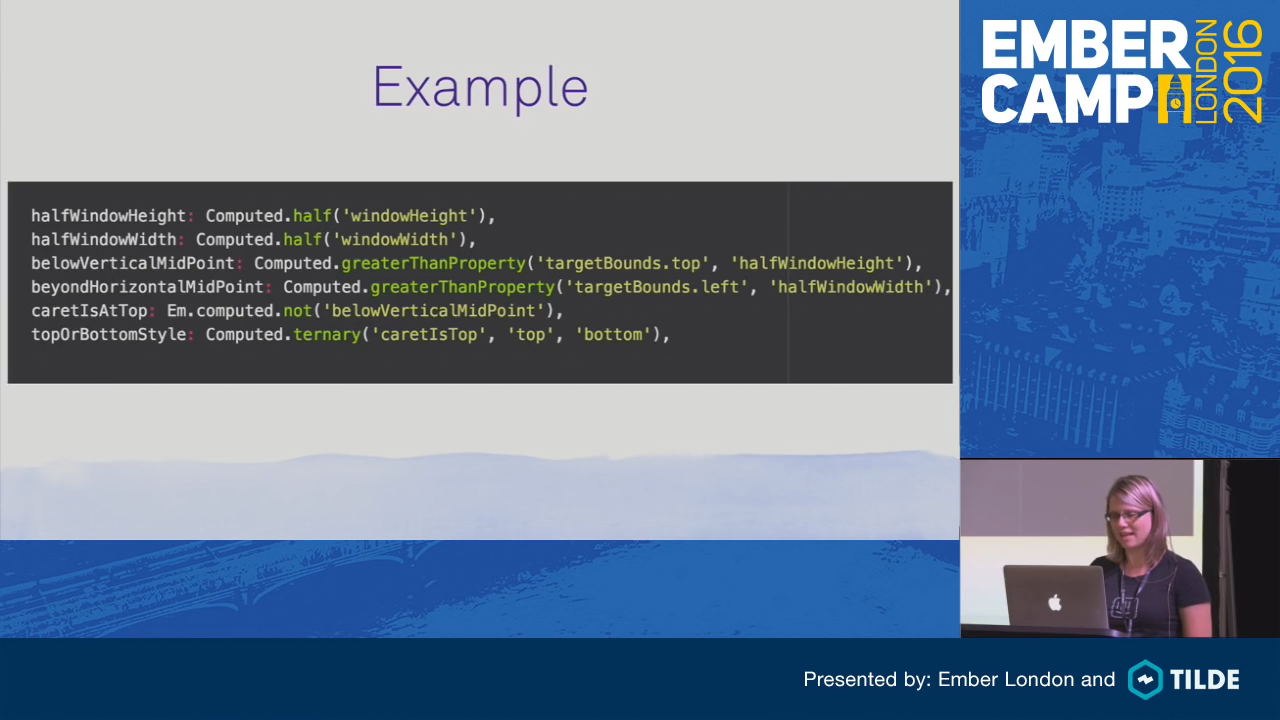 Example
halfWindowHeight: Computed.half('windowHeight'),
halfWindowWidth: Computed.half('windowWidth'),
belowVerticalMidPoint: Computed.greaterThanProperty('targetBounds.top', 'halfWindowHeight'),
beyondHorizontalMidPoint: Computed.greaterThanProperty('targetBounds.left', 'halfWindowWidth'),
caretIsAtTop: Em.computed.not('belowVerticalMidPoint'),
topOrBottomStyle: Computed.ternary('caretIsTop', 'top', 'bottom'),
EMBER
CAMP
LONDON
2016
Presented by: Ember London and TILDE